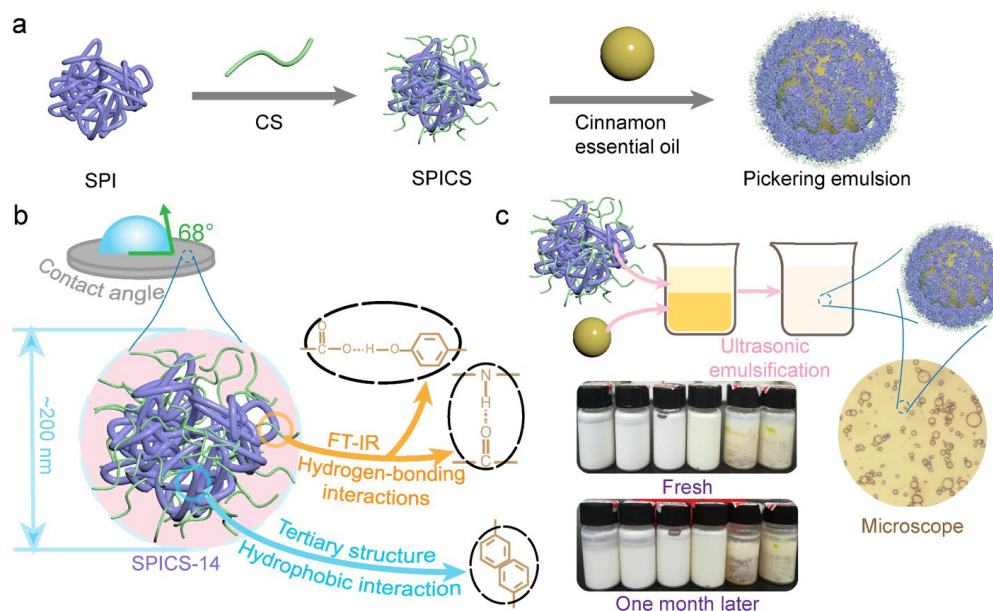 a
SPI
CS
SPICS
Cinnamon
essential oil
Pickering emulsion
b
68°
Contact angle
~200 nm
SPICS-14
O
C
O
H
O
N
H
O
C
FT-IR
Hydrogen-bonding
interactions
Tertiary structure
Hydrophobic interaction
c
Ultrasonic
emulsification
Fresh
One month later
Microscope